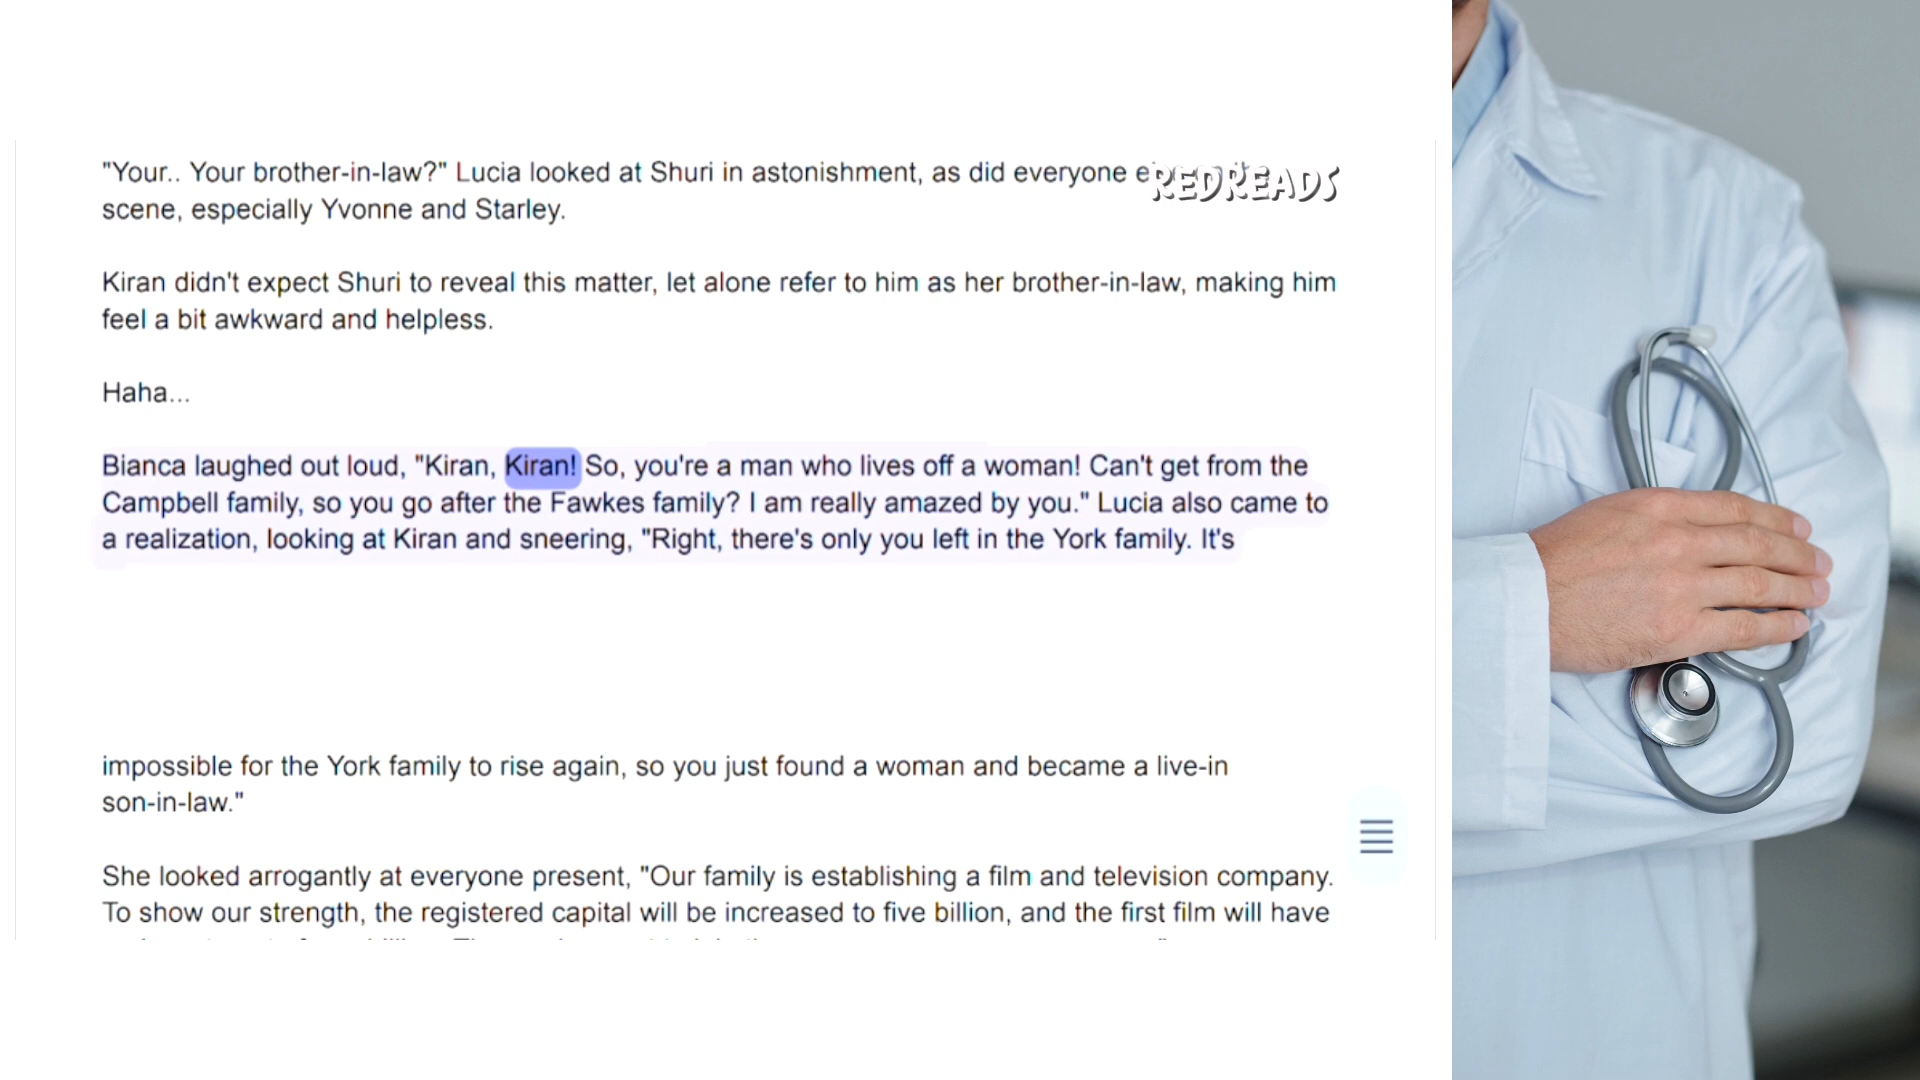 "Your.. Your brother-in-law?" Lucia looked at Shuri in astonishment, as did everyone
REDREADS
scene, especially Yvonne and Starley.
Kiran didn't expect Shuri to reveal this matter, let alone refer to him as her brother-in-law, making him
feel a bit awkward and helpless.
Haha...
Bianca laughed out loud, "Kiran, Kiran! So, you're a man who lives off a woman! Can't get from the
Campbell family, so you go after the Fawkes family? I am really amazed by you." Lucia also came to
a realization, looking at Kiran and sneering, "Right, there's only you left in the York family. It's
impossible for the York family to rise again, so you just found a woman and became a live-in
son-in-law."
She looked arrogantly at everyone present, "Our family is establishing a film and television company.
To show our strength, the registered capital will be increased to five billion, and the first film will have